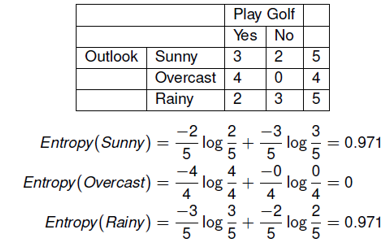 Play Golf
Yes No
Outlook Sunny 3 2 5
Overcast 4 0 4
Rainy 2 3 5
Entropy(Sunny) = -2/5 log 2/5 + -3/5 log 3/5 = 0.971
Entropy(Overcast) = -4/4 log 4/4 + -0/4 log 0/4 = 0
Entropy(Rainy) = -3/5 log 3/5 + -2/5 log 2/5 = 0.971